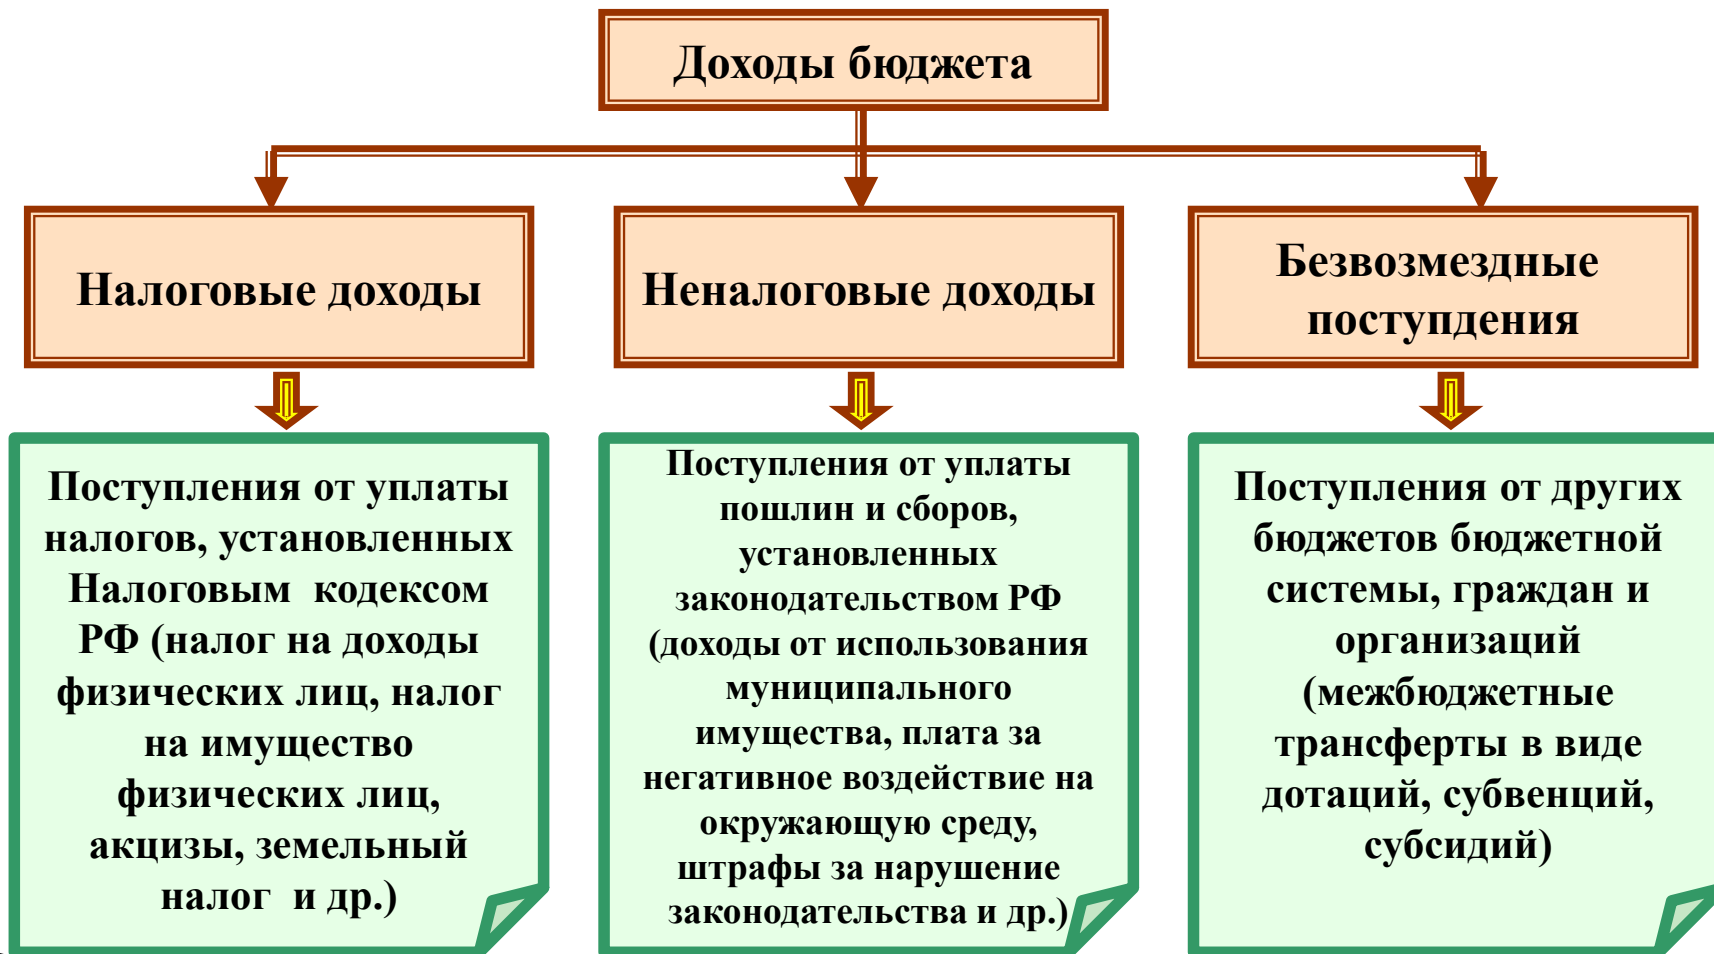 Доходы бюджета
Налоговые доходы
Неналоговые доходы
Безвозмездные
поступдения
Поступления от уплаты
налогов, установленных
Налоговым кодексом
РФ (налог на доходы
физических лиц, налог
на имущество
физических лиц,
акцизы, земельный
налог и др.)
Поступления от уплаты
пошлин и сборов,
установленных
законодательством РФ
(доходы от использования
муниципального
имущества, плата за
негативное воздействие на
окружающую среду,
штрафы за нарушение
законодательства и др.)
Поступления от других
бюджетов бюджетной
системы, граждан и
организаций
(межбюджетные
трансферты в виде
дотаций, субвенций,
субсидий)